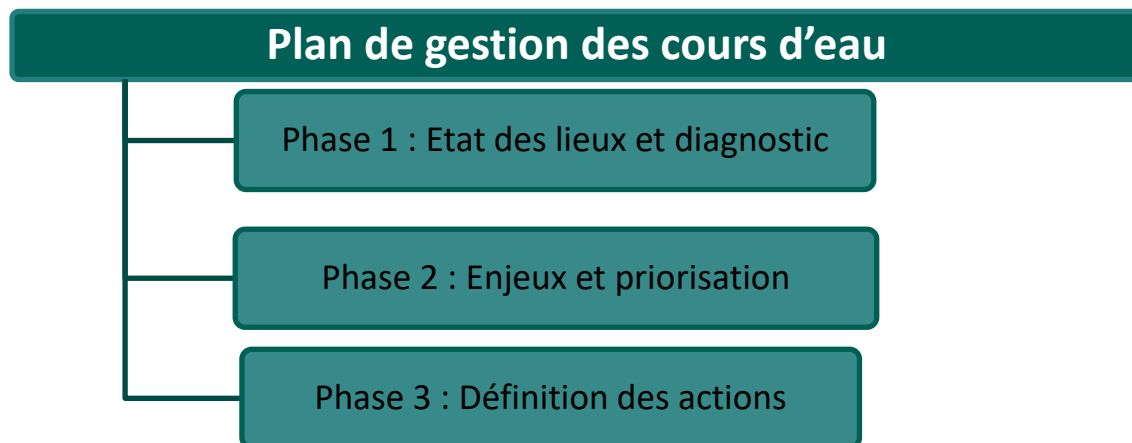 Plan de gestion des cours d’eau
Phase 1 : Etat des lieux et diagnostic
Phase 2 : Enjeux et priorisation
Phase 3 : Définition des actions